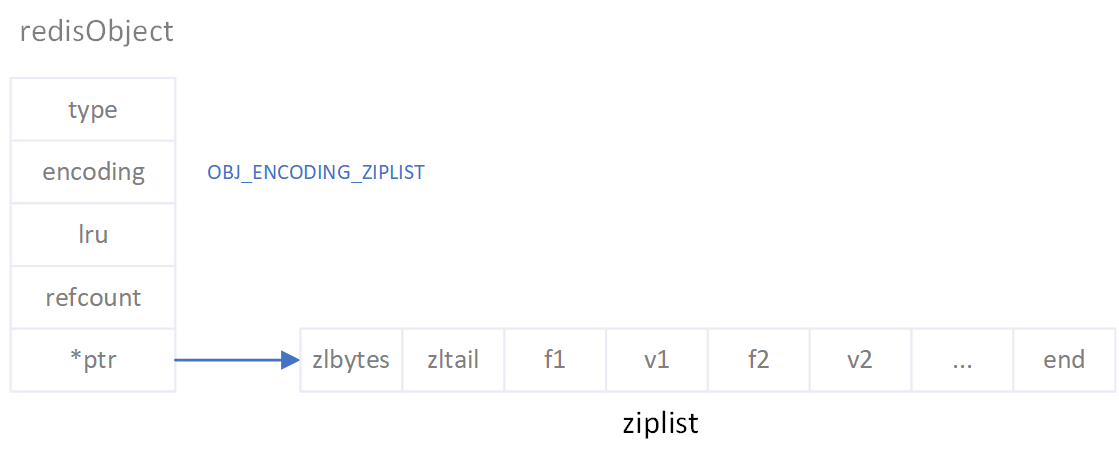 redisObject
type
encoding
OBJ_ENCODING_ZIPLIST
lru
refcount
*ptr
zlbytes
zltail
f1
v1
f2
v2
...
end
ziplist